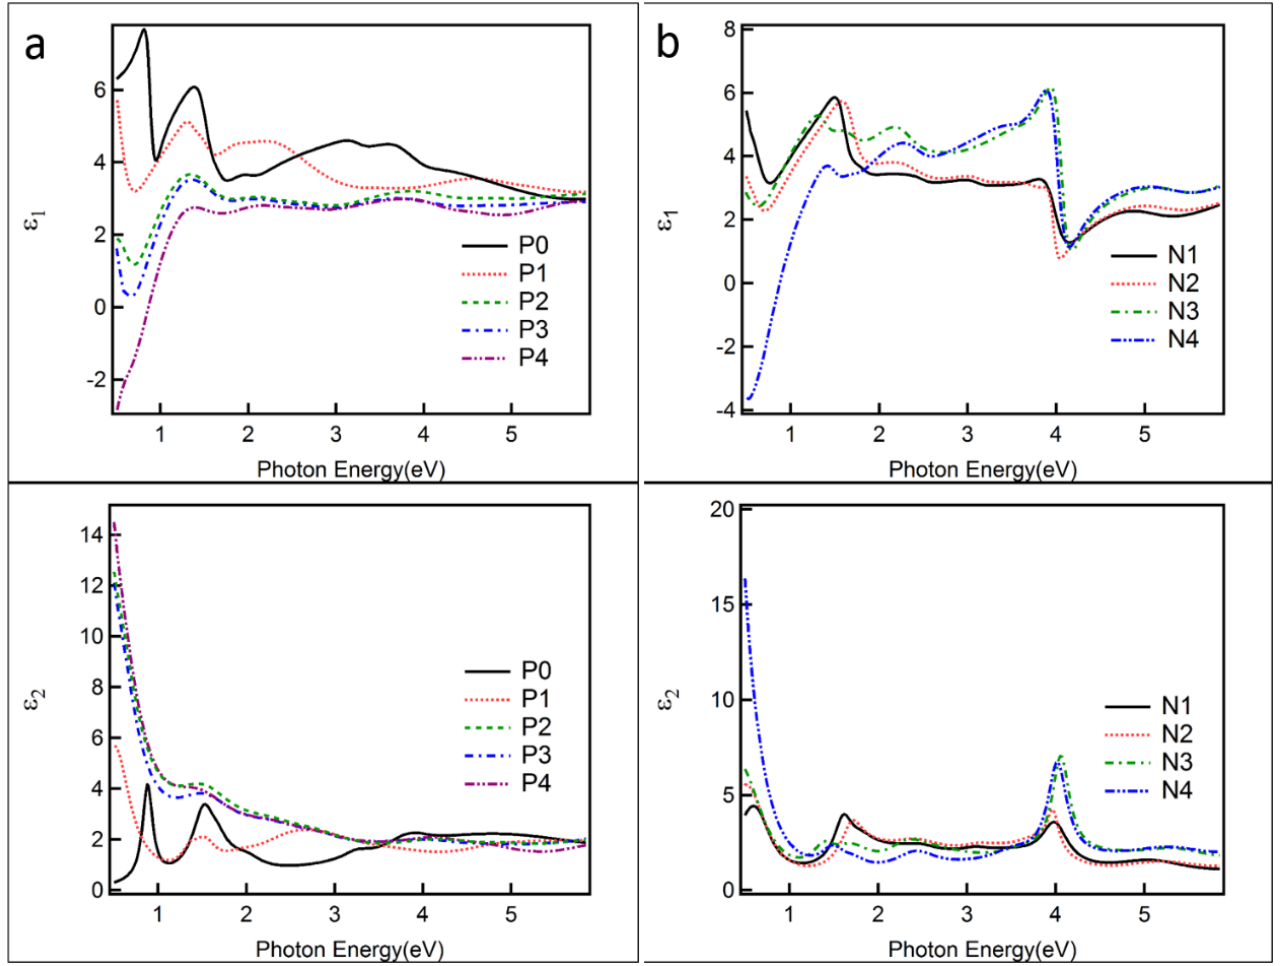 a
ε1
6
4
2
0
-2
P0
P1
P2
P3
P4
1 2 3 4 5
Photon Energy(eV)
b
ε1
8
6
4
2
0
-2
-4
N1
N2
N3
N4
1 2 3 4 5
Photon Energy(eV)
ε2
14
12
10
8
6
4
2
0
P0
P1
P2
P3
P4
1 2 3 4 5
Photon Energy(eV)
ε2
20
15
10
5
0
N1
N2
N3
N4
1 2 3 4 5
Photon Energy(eV)